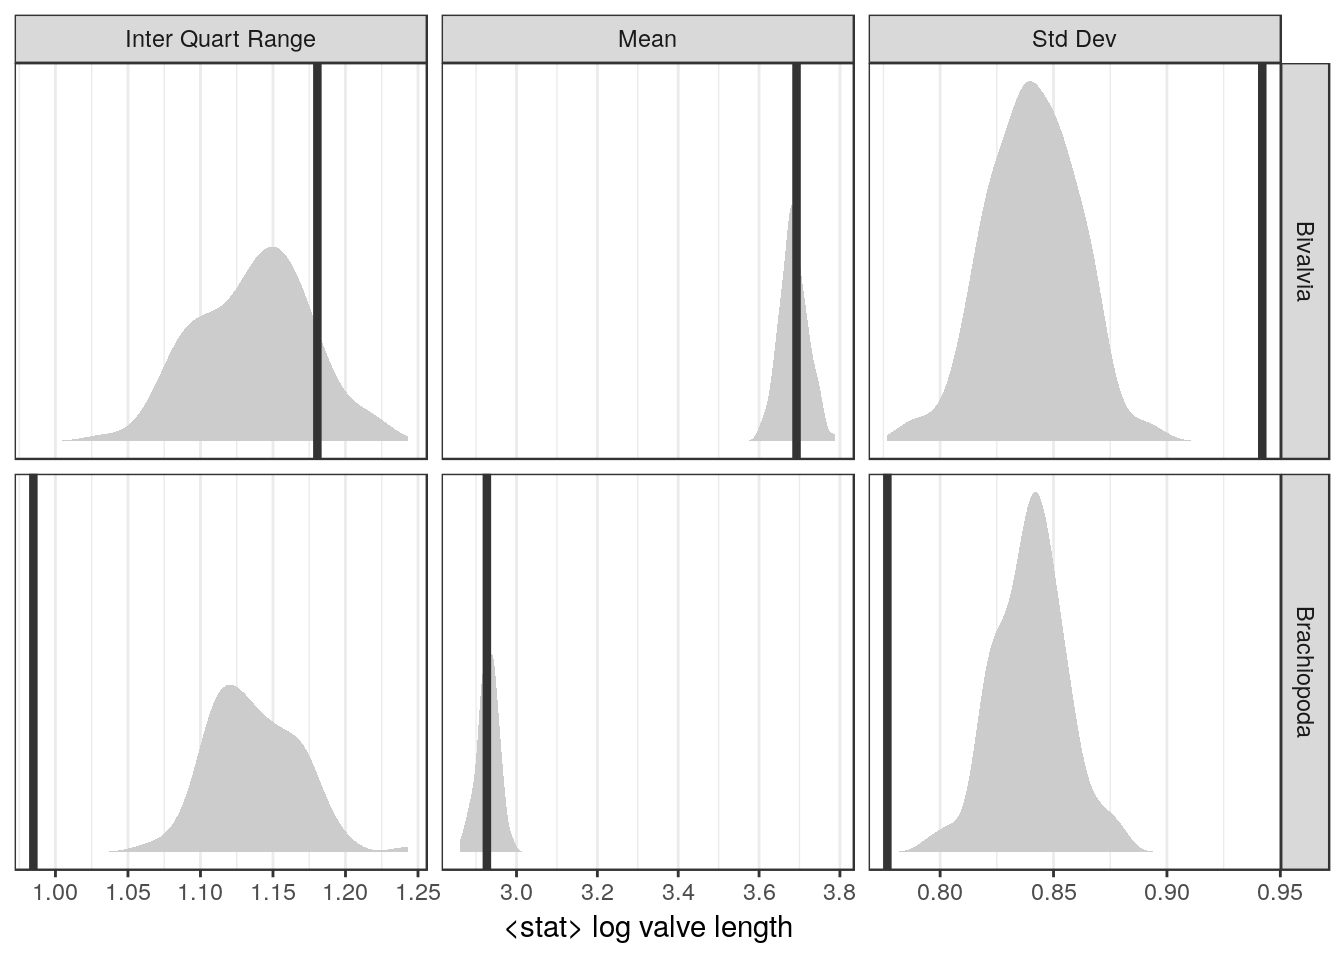 Inter Quart Range Mean Std Dev
Bivalvia
Brachiopoda
1.00 1.05 1.10 1.15 1.20 1.25 3.0 3.2 3.4 3.6 3.8 0.80 0.85 0.90 0.95
<stat> log valve length